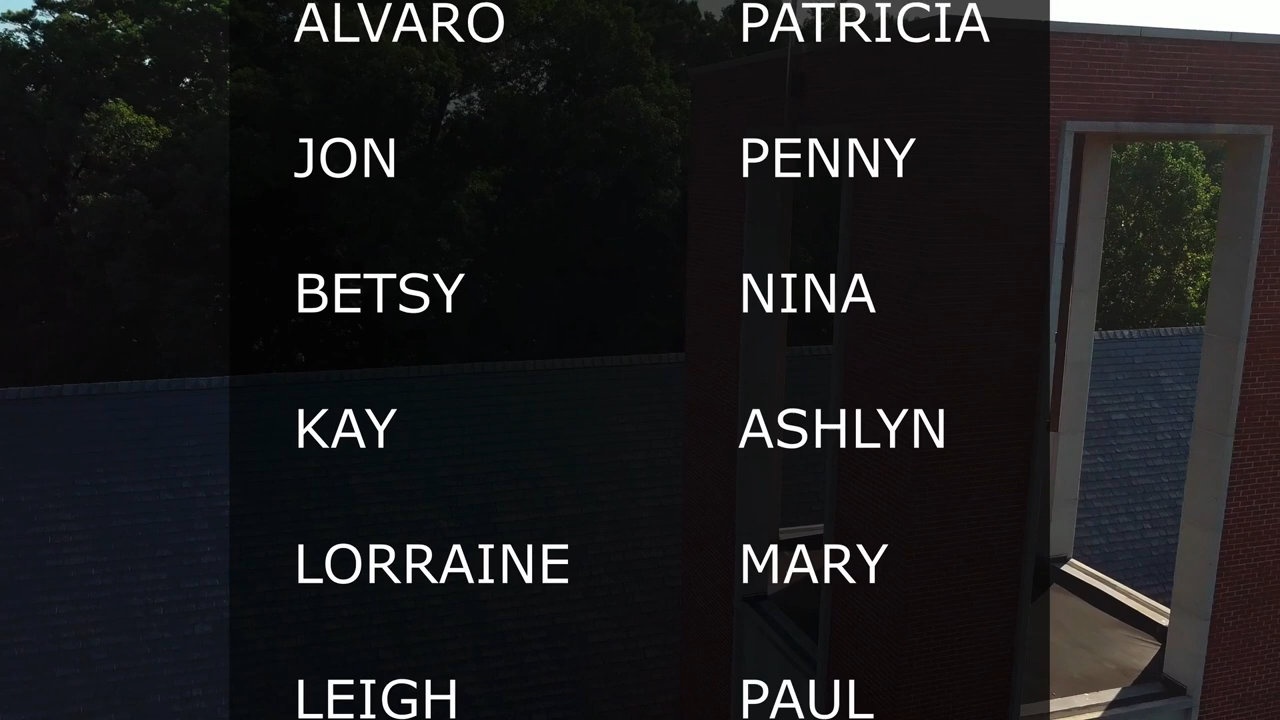 ALVARO PATRICIA
JON PENNY
BETSY NINA
KAY ASHLYN
LORRAINE MARY
LEIGH PAUL